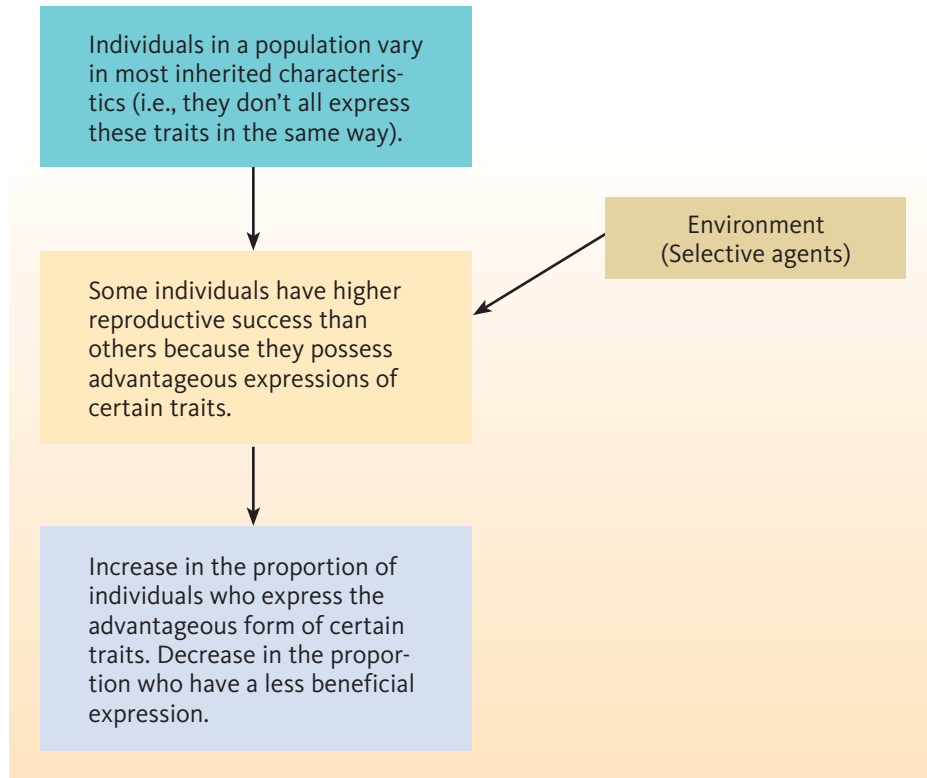 Individuals in a population vary
in most inherited characteris-
tics (i.e., they don’t all express
these traits in the same way).
Environment
(Selective agents)
Some individuals have higher
reproductive success than
others because they possess
advantageous expressions of
certain traits.
Increase in the proportion of
individuals who express the
advantageous form of certain
traits. Decrease in the propor-
tion who have a less beneficial
expression.